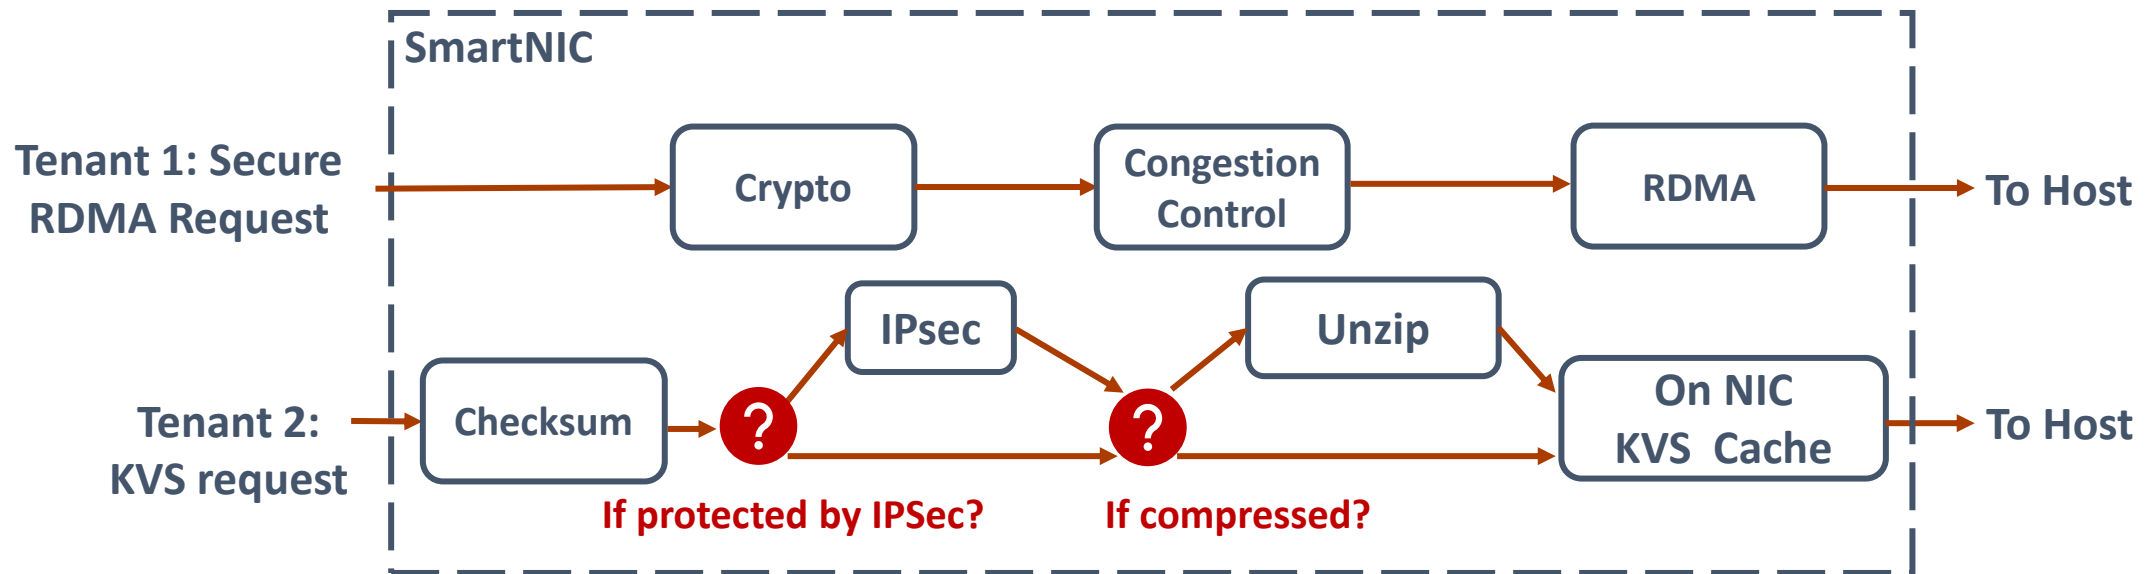 SmartNIC
Tenant 1: Secure
RDMA Request
Crypto
Congestion
Control
RDMA
To Host
IPsec
Unzip
Tenant 2:
KVS request
Checksum
?
?
On NIC
KVS Cache
To Host
If protected by IPSec?
If compressed?